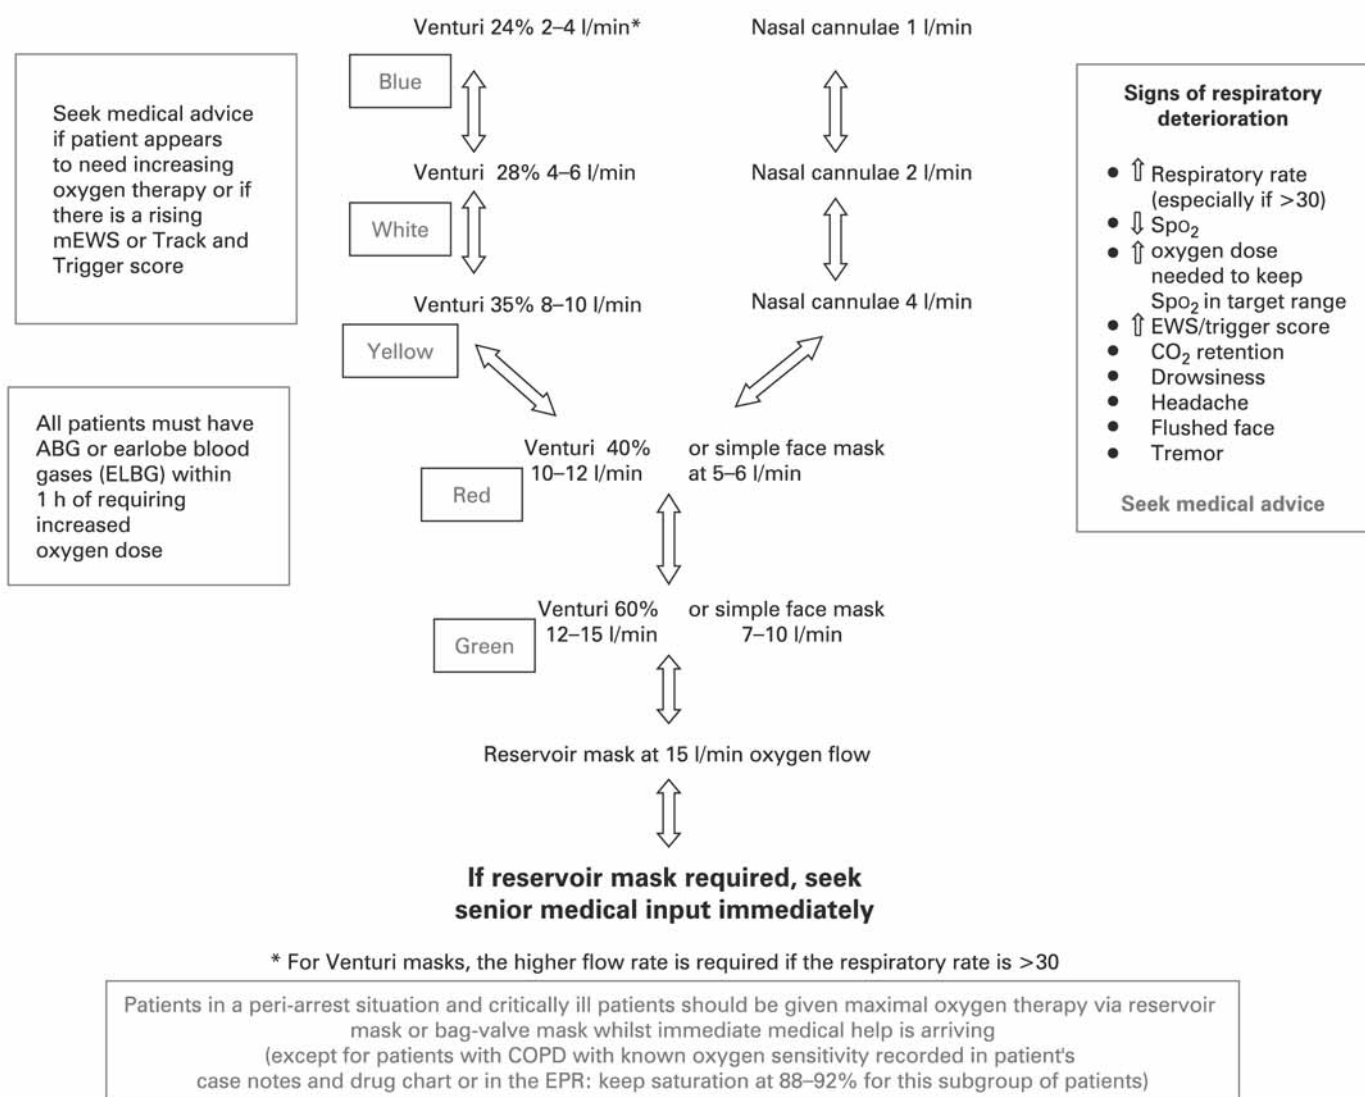 Venturi 24% 2–4 l/min*
Nasal cannulae 1 l/min
Blue
Seek medical advice
if patient appears
to need increasing
oxygen therapy or if
there is a rising
mEWS or Track and
Trigger score
Signs of respiratory
deterioration
● ⇧ Respiratory rate
(especially if >30)
● ⇩ SpO₂
● ⇧ oxygen dose
needed to keep
SpO₂ in target range
● ⇧ EWS/trigger score
● CO₂ retention
● Drowsiness
● Headache
● Flushed face
● Tremor
Seek medical advice
Venturi 28% 4–6 l/min
Nasal cannulae 2 l/min
White
Venturi 35% 8–10 l/min
Nasal cannulae 4 l/min
Yellow
All patients must have
ABG or earlobe blood
gases (ELBG) within
1 h of requiring
increased
oxygen dose
Venturi 40%
10–12 l/min
or simple face mask
at 5–6 l/min
Red
Venturi 60%
12–15 l/min
or simple face mask
7–10 l/min
Green
Reservoir mask at 15 l/min oxygen flow
If reservoir mask required, seek
senior medical input immediately
* For Venturi masks, the higher flow rate is required if the respiratory rate is >30
Patients in a peri-arrest situation and critically ill patients should be given maximal oxygen therapy via reservoir
mask or bag-valve mask whilst immediate medical help is arriving
(except for patients with COPD with known oxygen sensitivity recorded in patient's
case notes and drug chart or in the EPR: keep saturation at 88–92% for this subgroup of patients)